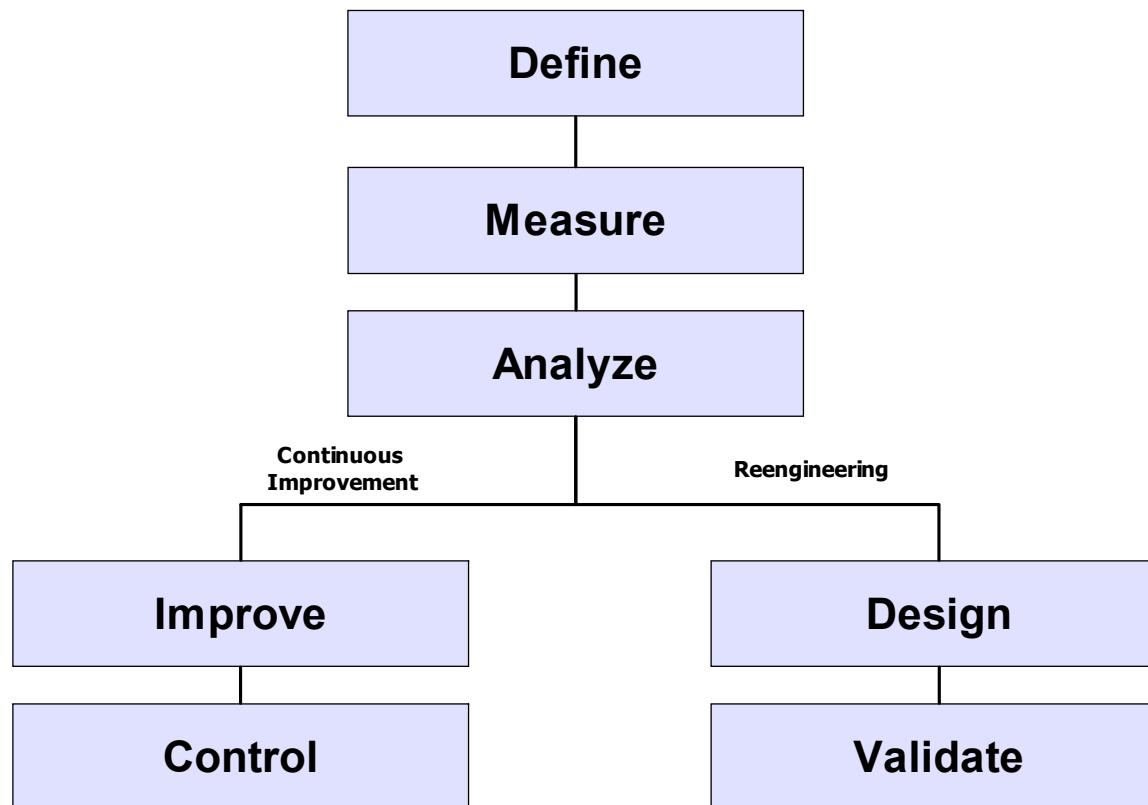 Define
Measure
Analyze
Continuous
Improvement
Reengineering
Improve
Design
Control
Validate